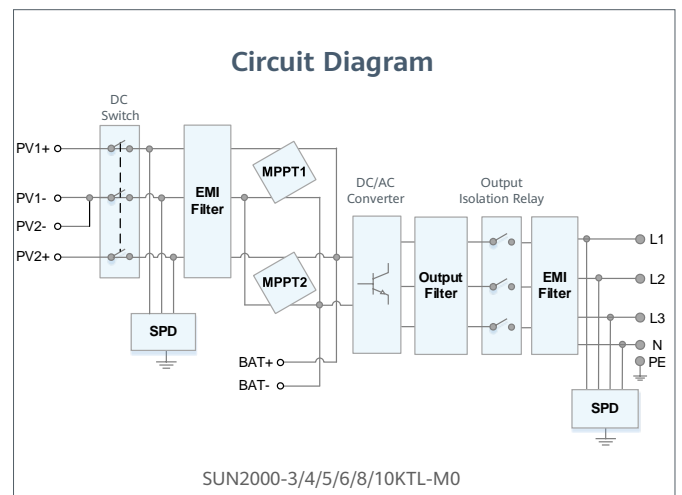 Circuit Diagram
DC
Switch
PV1+
PV1-
PV2-
PV2+
EMI
Filter
SPD
MPPT1
MPPT2
BAT+
BAT-
DC/AC
Converter
Output
Filter
Output
Isolation Relay
EMI
Filter
L1
L2
L3
N
PE
SPD
SUN2000-3/4/5/6/8/10KTL-M0